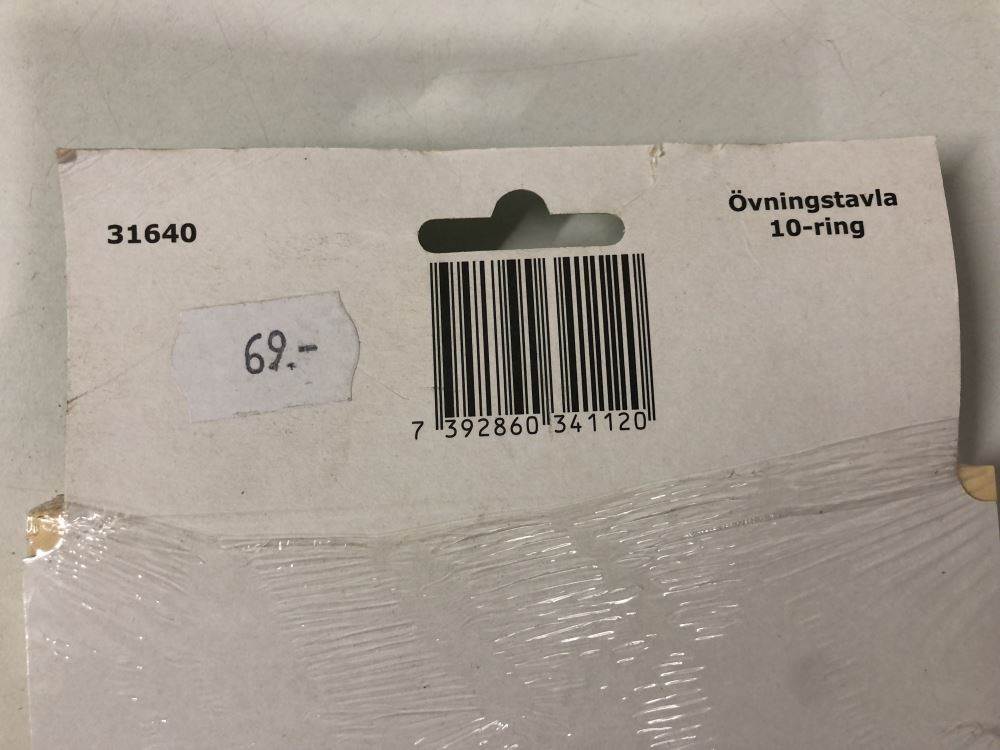 31640
Övningstavla
10-ring
69.-
7 392860 341120